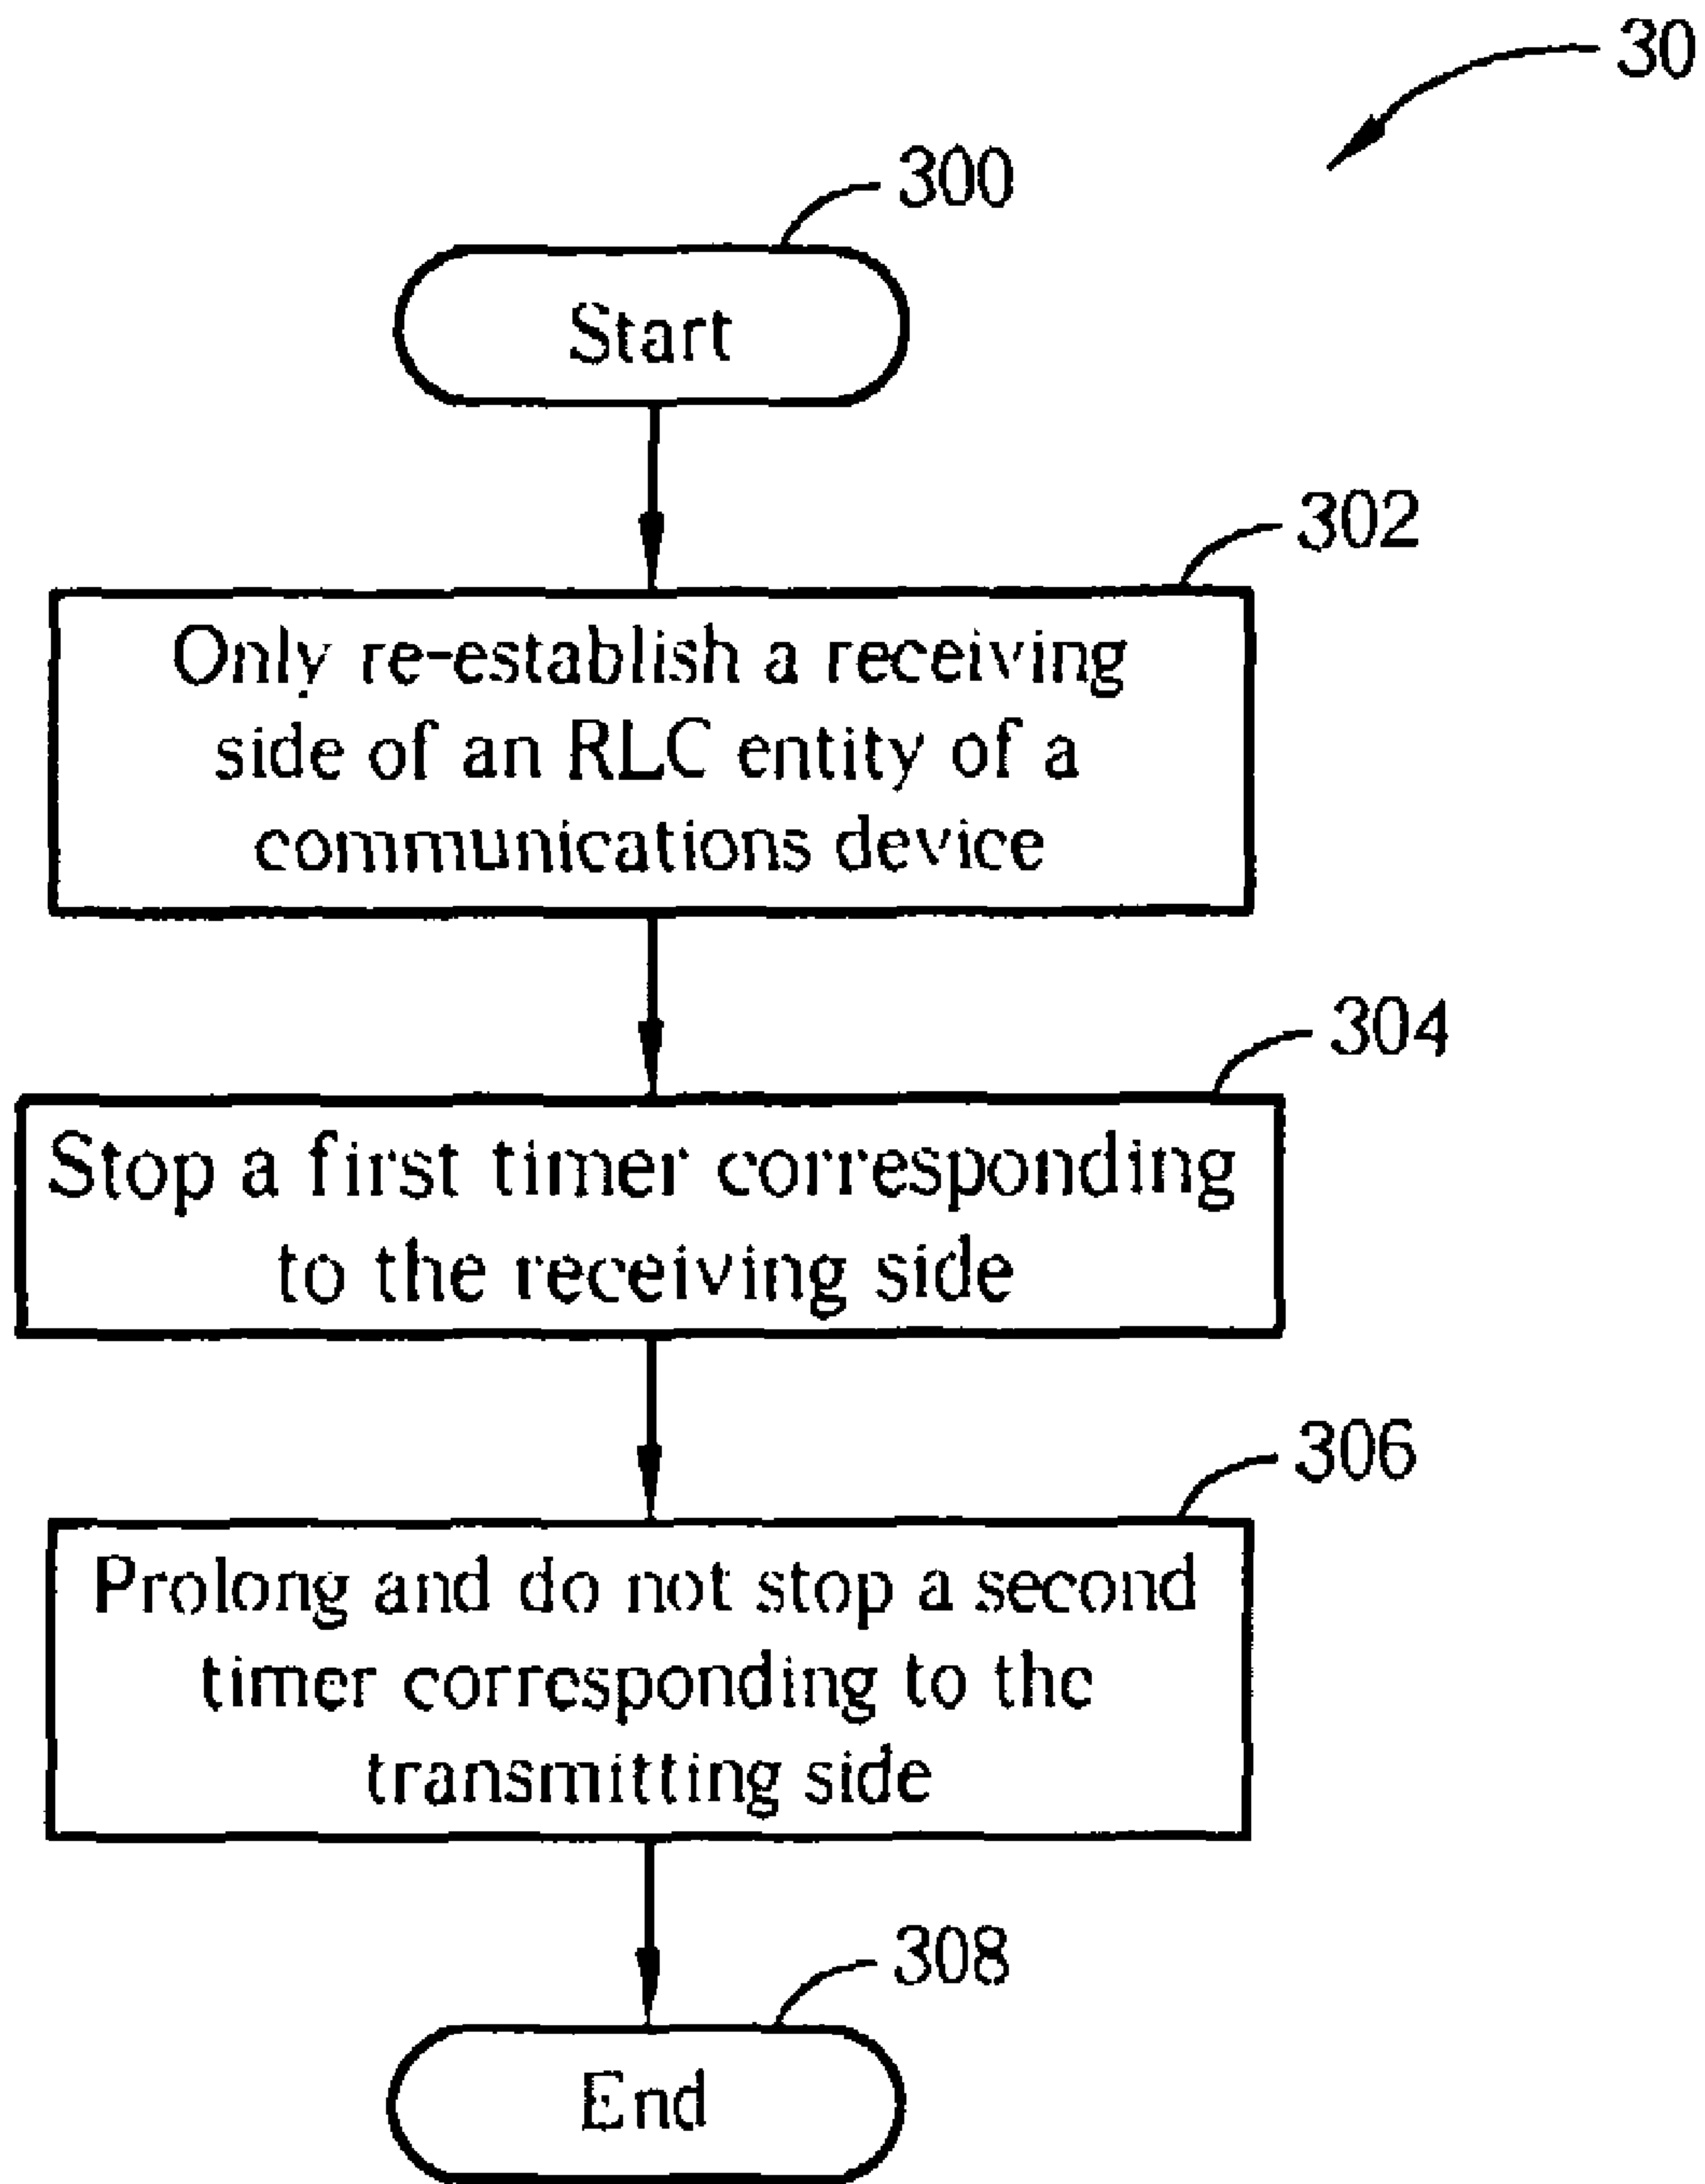 30
300
Start
302
Only re-establish a receiving
side of an RLC entity of a
communications device
304
Stop a first timer corresponding
to the receiving side
306
Prolong and do not stop a second
timer corresponding to the
transmitting side
308
End